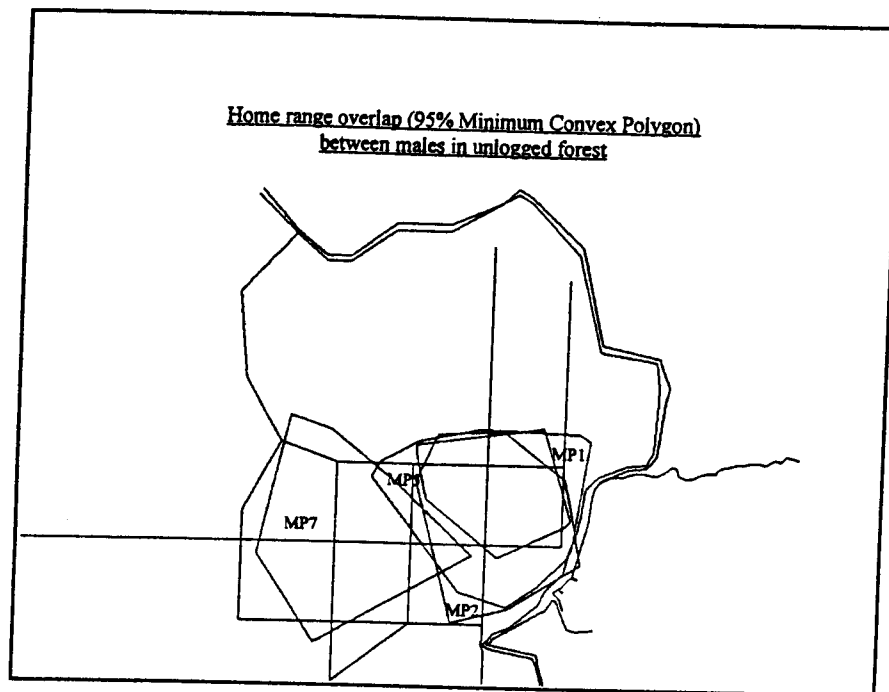 Home range overlap (95% Minimum Convex Polygon)
between males in unlogged forest
MP1
MP7
MP2